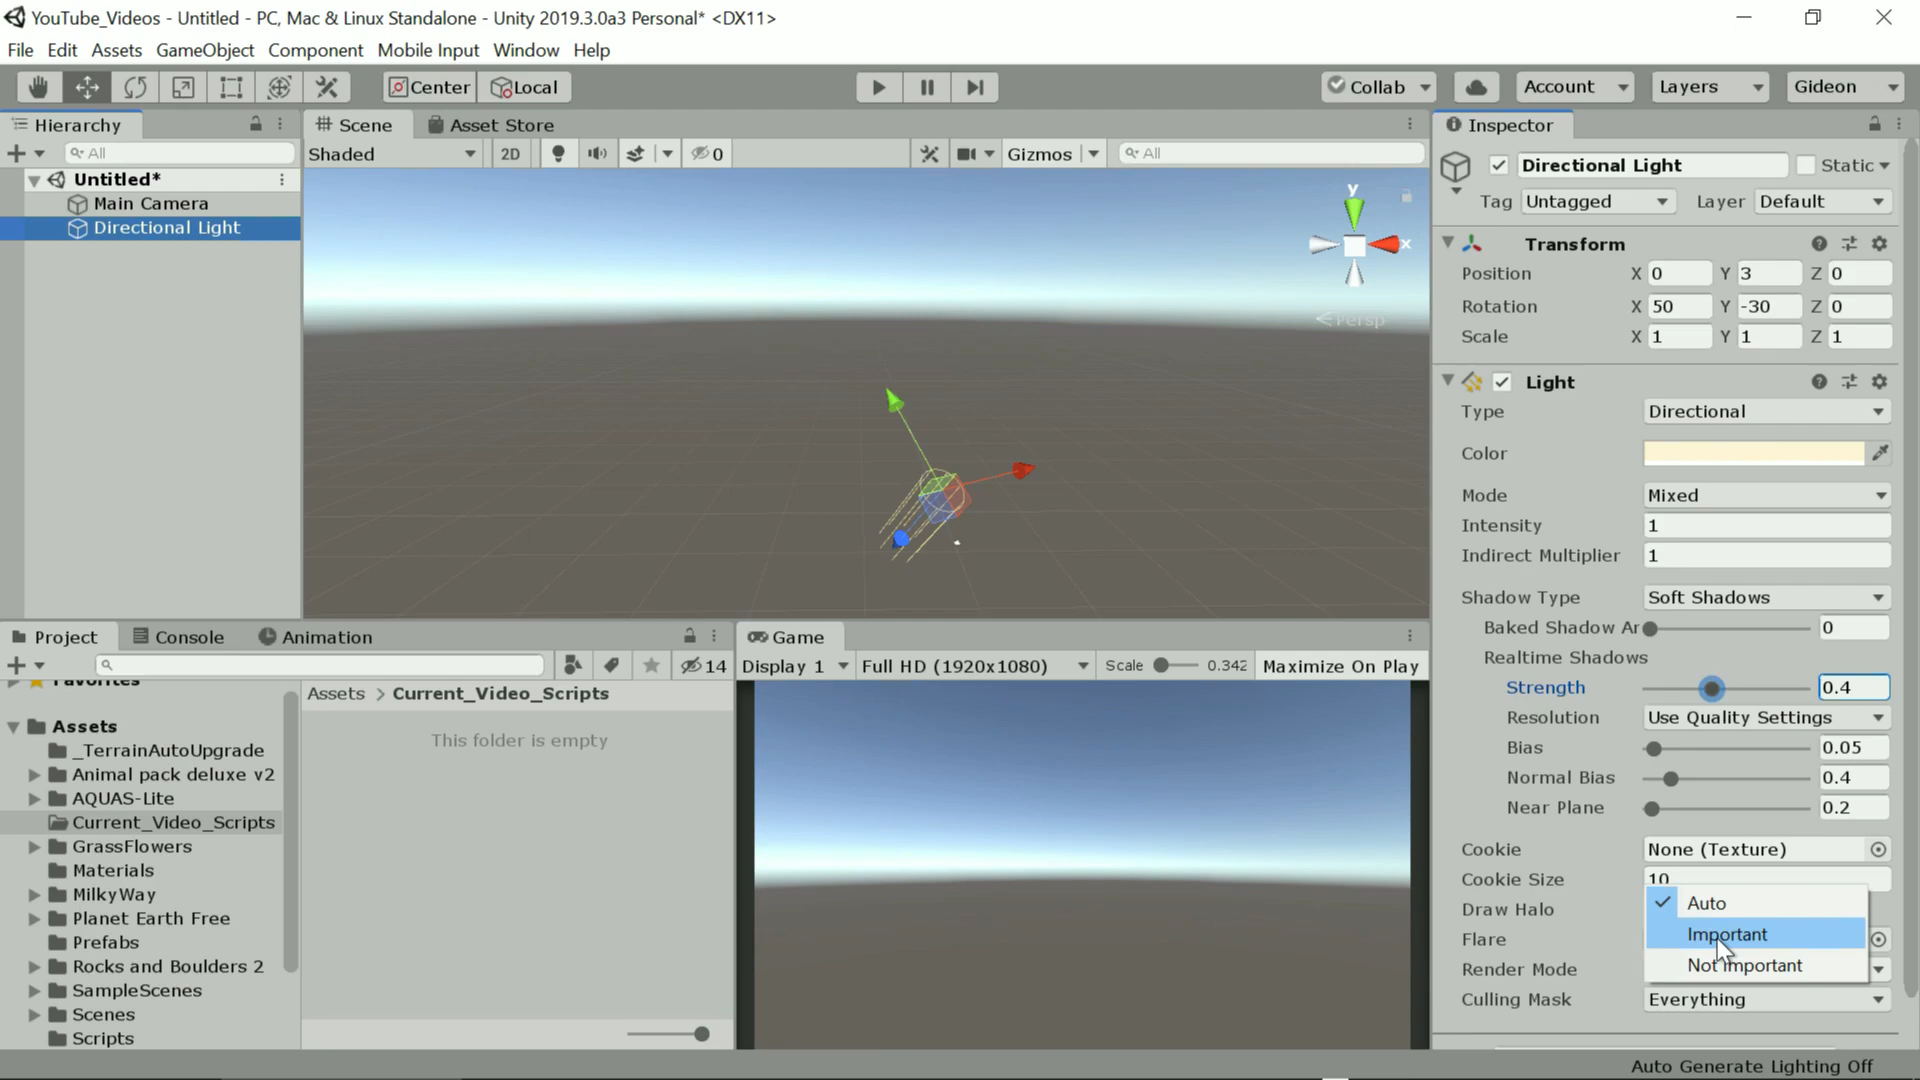 YouTube_Videos - Untitled - PC, Mac & Linux Standalone - Unity 2019.3.0a3 Personal* <DX11>
File Edit Assets GameObject Component Mobile Input Window Help
Center Local Collab Account Layers Gideon
Hierarchy
All
Untitled*
Main Camera
Directional Light
Scene Asset Store
Shaded 2D 0 Gizmos All
y
x
Persp
Inspector
Directional Light Static
Tag Untagged Layer Default
Transform
Position X 0 Y 3 Z 0
Rotation X 50 Y -30 Z 0
Scale X 1 Y 1 Z 1
Light
Type Directional
Color
Mode Mixed
Intensity 1
Indirect Multiplier 1
Shadow Type Soft Shadows
Baked Shadow Ar 0
Realtime Shadows
Strength 0.4
Resolution Use Quality Settings
Bias 0.05
Normal Bias 0.4
Near Plane 0.2
Cookie None (Texture)
Cookie Size 10
Draw Halo
Flare
Render Mode
Culling Mask Everything
Auto
Important
Not Important
Project Console Animation
14
Favorites
Assets
_TerrainAutoUpgrade
Animal pack deluxe v2
AQUAS-Lite
Current_Video_Scripts
GrassFlowers
Materials
MilkyWay
Planet Earth Free
Prefabs
Rocks and Boulders 2
SampleScenes
Scenes
Scripts
Assets > Current_Video_Scripts
This folder is empty
Game
Display 1 Full HD (1920x1080) Scale 0.342 Maximize On Play
Auto Generate Lighting Off